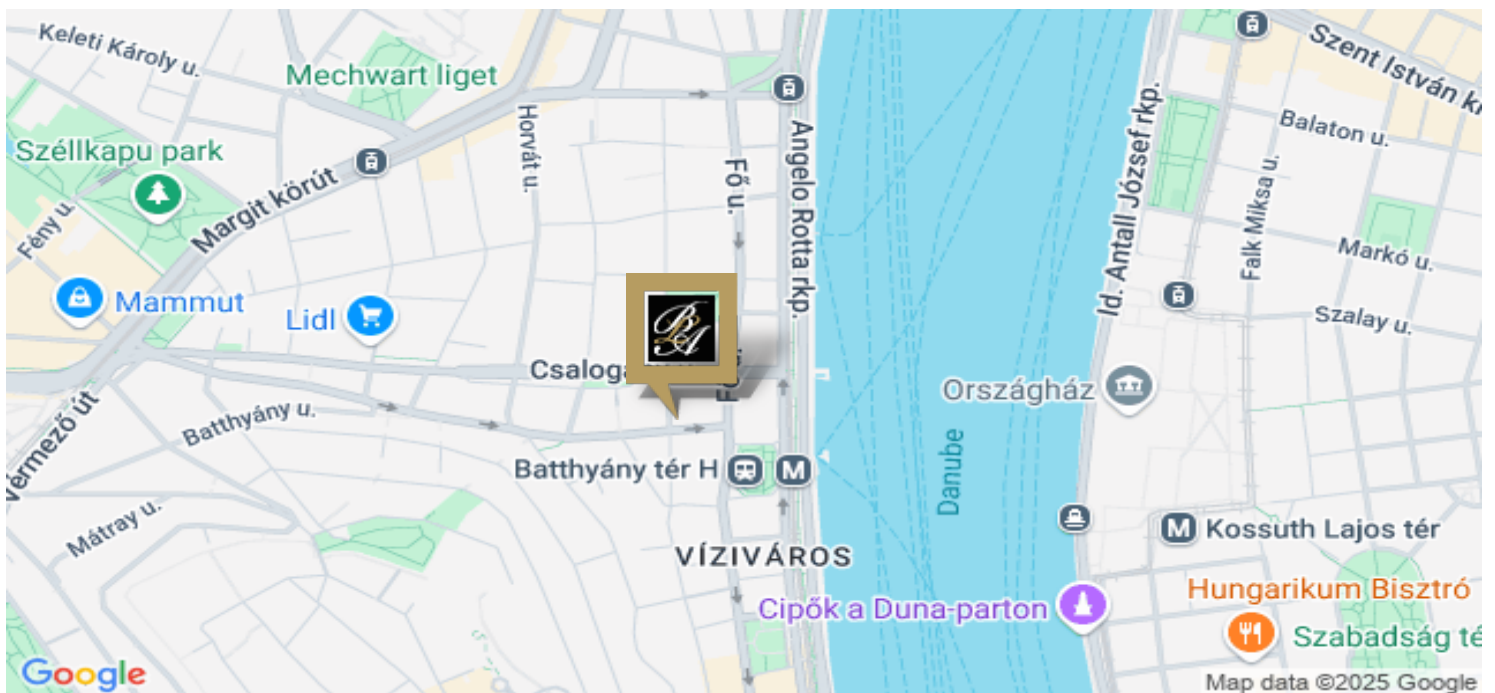 Keleti Károly u.
Mechwart liget
Szent István k
Balaton u.
Széllkapu park
Horvát u.
Margit körút
Fő u.
Angelo Rotta rkp.
Id. Antall József rkp.
Falk Miksa u.
Markó u.
Fény u.
Mammut
Lidl
Szalay u.
B
2
A
Csaloga
Országház
Batthyány u.
Vérmező út
Batthyány tér H
M
Danube
Mátray u.
M Kossuth Lajos tér
VÍZIVÁROS
Hungarikum Bisztró
Cipők a Duna-parton
Szabadság té
Google
Map data ©2025 Google